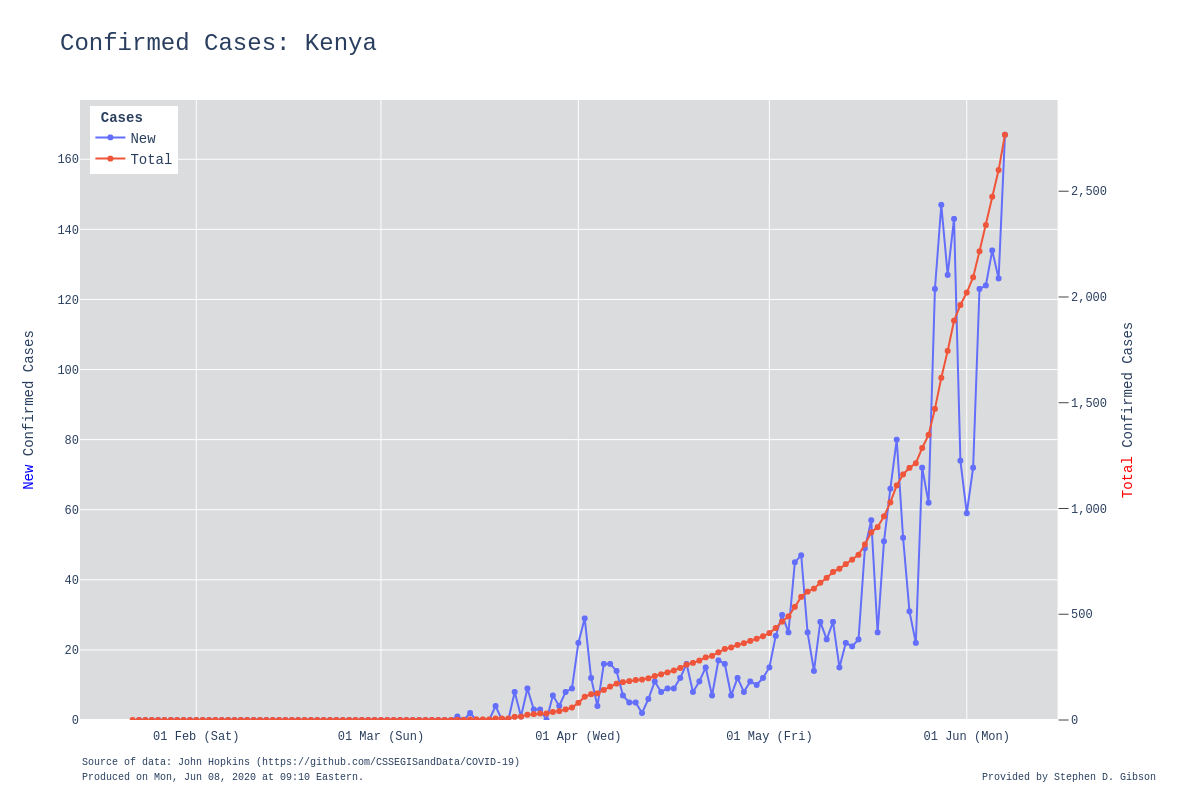 Confirmed Cases: Kenya
Cases
New
Total
160
140
120
100
80
60
40
20
0
New Confirmed Cases
2,500
2,000
1,500
1,000
500
0
Total Confirmed Cases
01 Feb (Sat)
01 Mar (Sun)
01 Apr (Wed)
01 May (Fri)
01 Jun (Mon)
Source of data: John Hopkins (https://github.com/CSSEGISandData/COVID-19)
Produced on Mon, Jun 08, 2020 at 09:10 Eastern.
Provided by Stephen D. Gibson